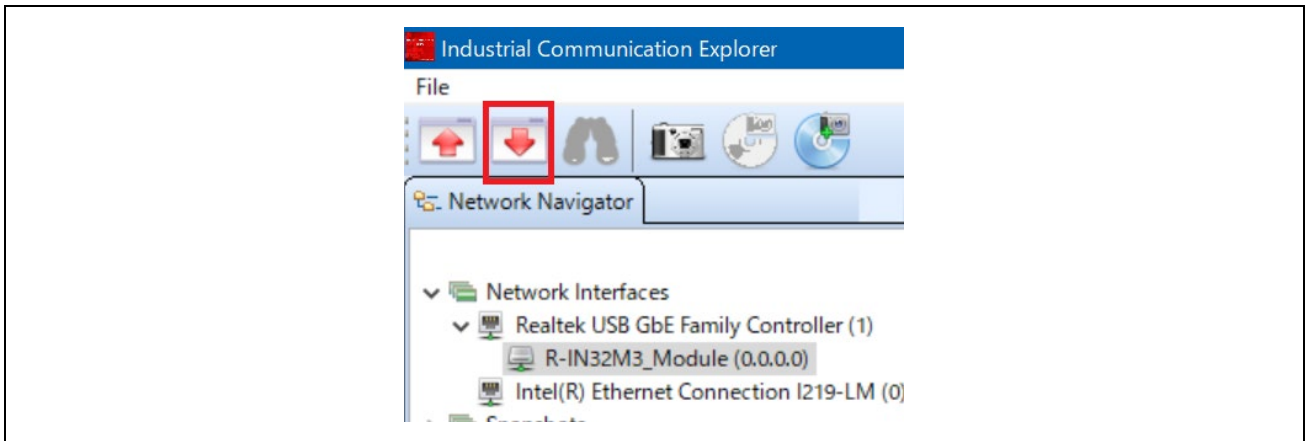 Industrial Communication Explorer
File
Network Navigator
Network Interfaces
Realtek USB GbE Family Controller (1)
R-IN32M3_Module (0.0.0.0)
Intel(R) Ethernet Connection I219-LM (0)
Snapshots